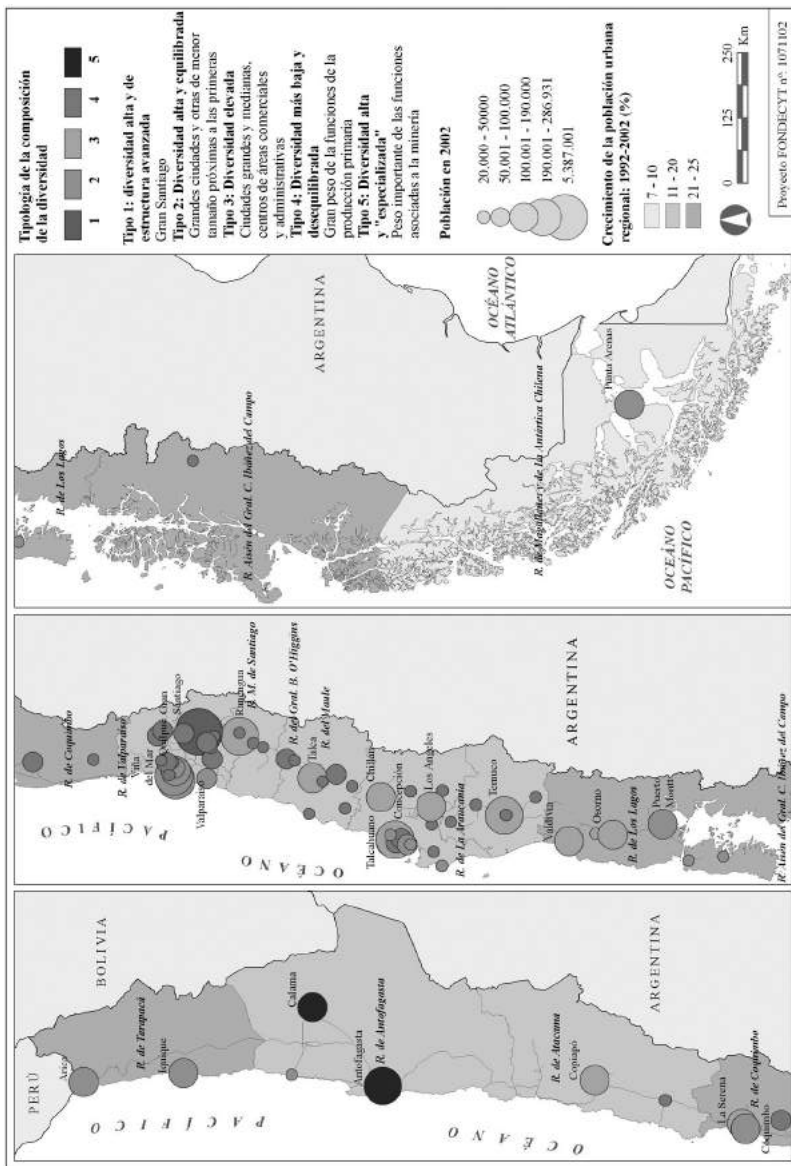 PERÚ
BOLIVIA
Arica
R. de Tarapacá
Iquique
Calama
Antofagasta
R. de Antofagasta
R. de Atacama
Copiapó
ARGENTINA
La Serena
R. de Coquimbo
Coquimbo
OCÉANO PACÍFICO
R. de Coquimbo
R. de Valparaíso
Viña
del Mar
Quilpué
Gran
Santiago
Valparaíso
Rancagua
R. M. de Santiago
R. del Gral. B. O'Higgins
Talca
R. del Maule
Chillan
Concepción
Talcahuano
Los Angeles
R. de La Araucanía
Temuco
Valdivia
Osorno
R. de Los Lagos
Puerto
Montt
R. Aisén del Gral. C. Ibáñez del Campo
ARGENTINA
OCÉANO PACÍFICO
R. de Los Lagos
R. Aisén del Gral. C. Ibáñez del Campo
ARGENTINA
OCÉANO
ATLÁNTICO
R. de Magallanes y de La Antártica Chilena
Punta Arenas
OCÉANO
PACÍFICO
Tipología de la composición
de la diversidad
1 2 3 4 5
Tipo 1: diversidad alta y de
estructura avanzada
Gran Santiago
Tipo 2: Diversidad alta y equilibrada
Grandes ciudades y otras de menor
tamaño próximas a las primeras
Tipo 3: Diversidad elevada
Ciudades grandes y medianas,
centros de áreas comerciales
y administrativas
Tipo 4: Diversidad más baja y
desequilibrada
Gran peso de la funciones de la
producción primaria
Tipo 5: Diversidad alta
y "especializada"
Peso importante de las funciones
asociadas a la minería
Población en 2002
20.000 - 50000
50.001 - 100.000
100.001 - 190.000
190.001 - 286.931
5.387.001
Crecimiento de la población urbana
regional: 1992-2002 (%)
7 - 10
11 - 20
21 - 25
0 125 250
Km
Proyecto FONDECYT nº: 1071102